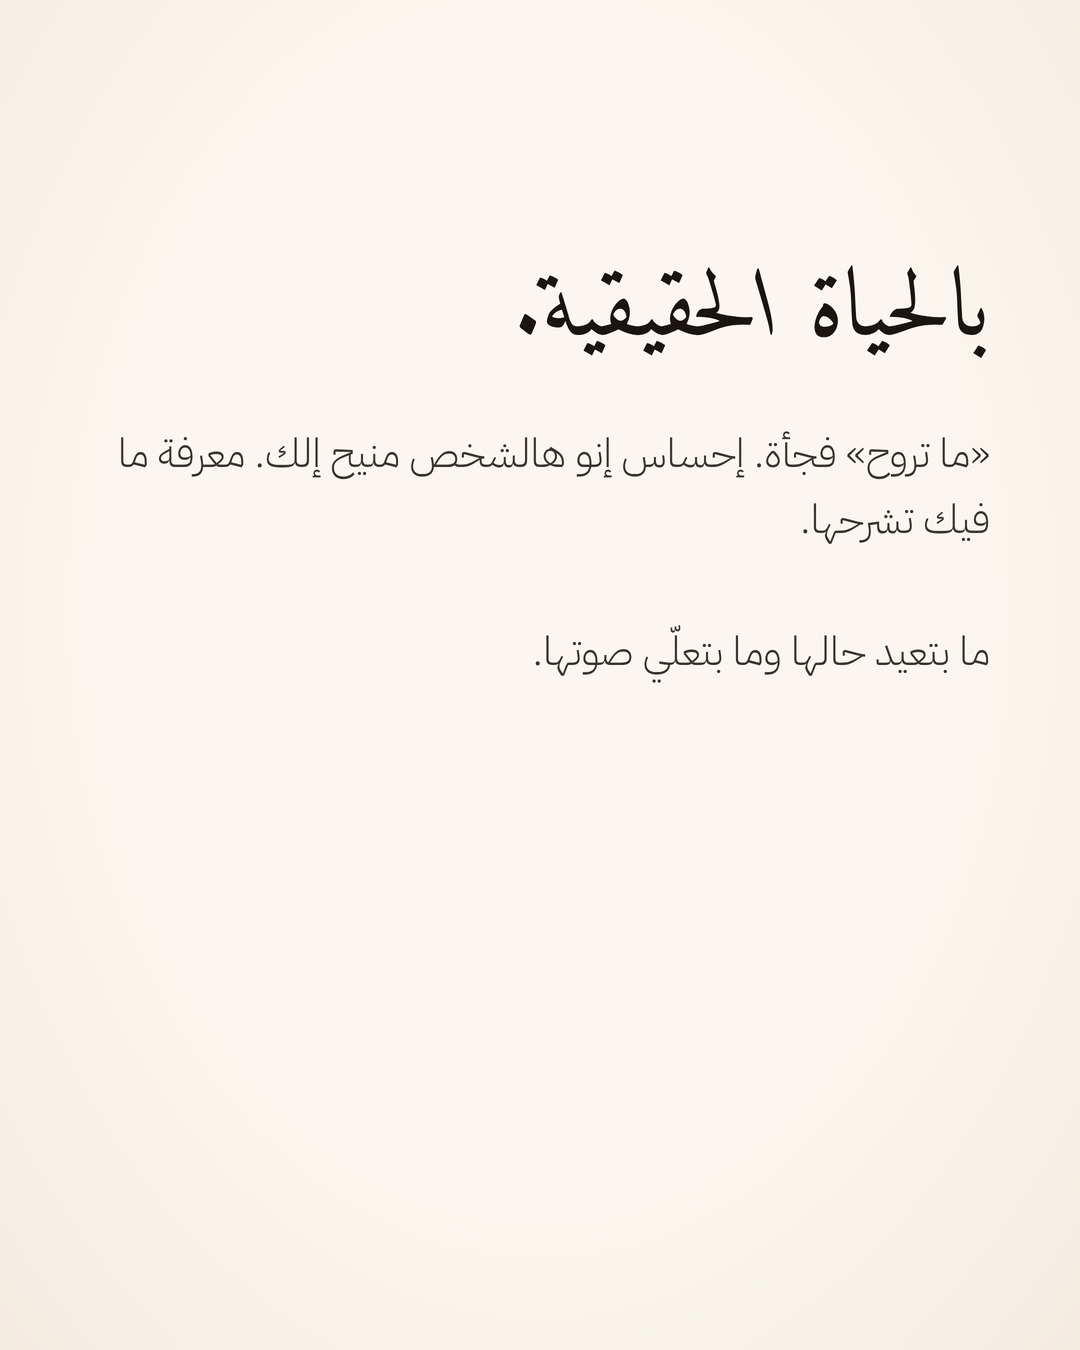 بالحياة الحقيقية.
«ما تروح» فجأة. إحساس إنو هالشخص منيح إلك. معرفة ما
فيك تشرحها.
ما بتعيد حالها وما بتعلّي صوتها.